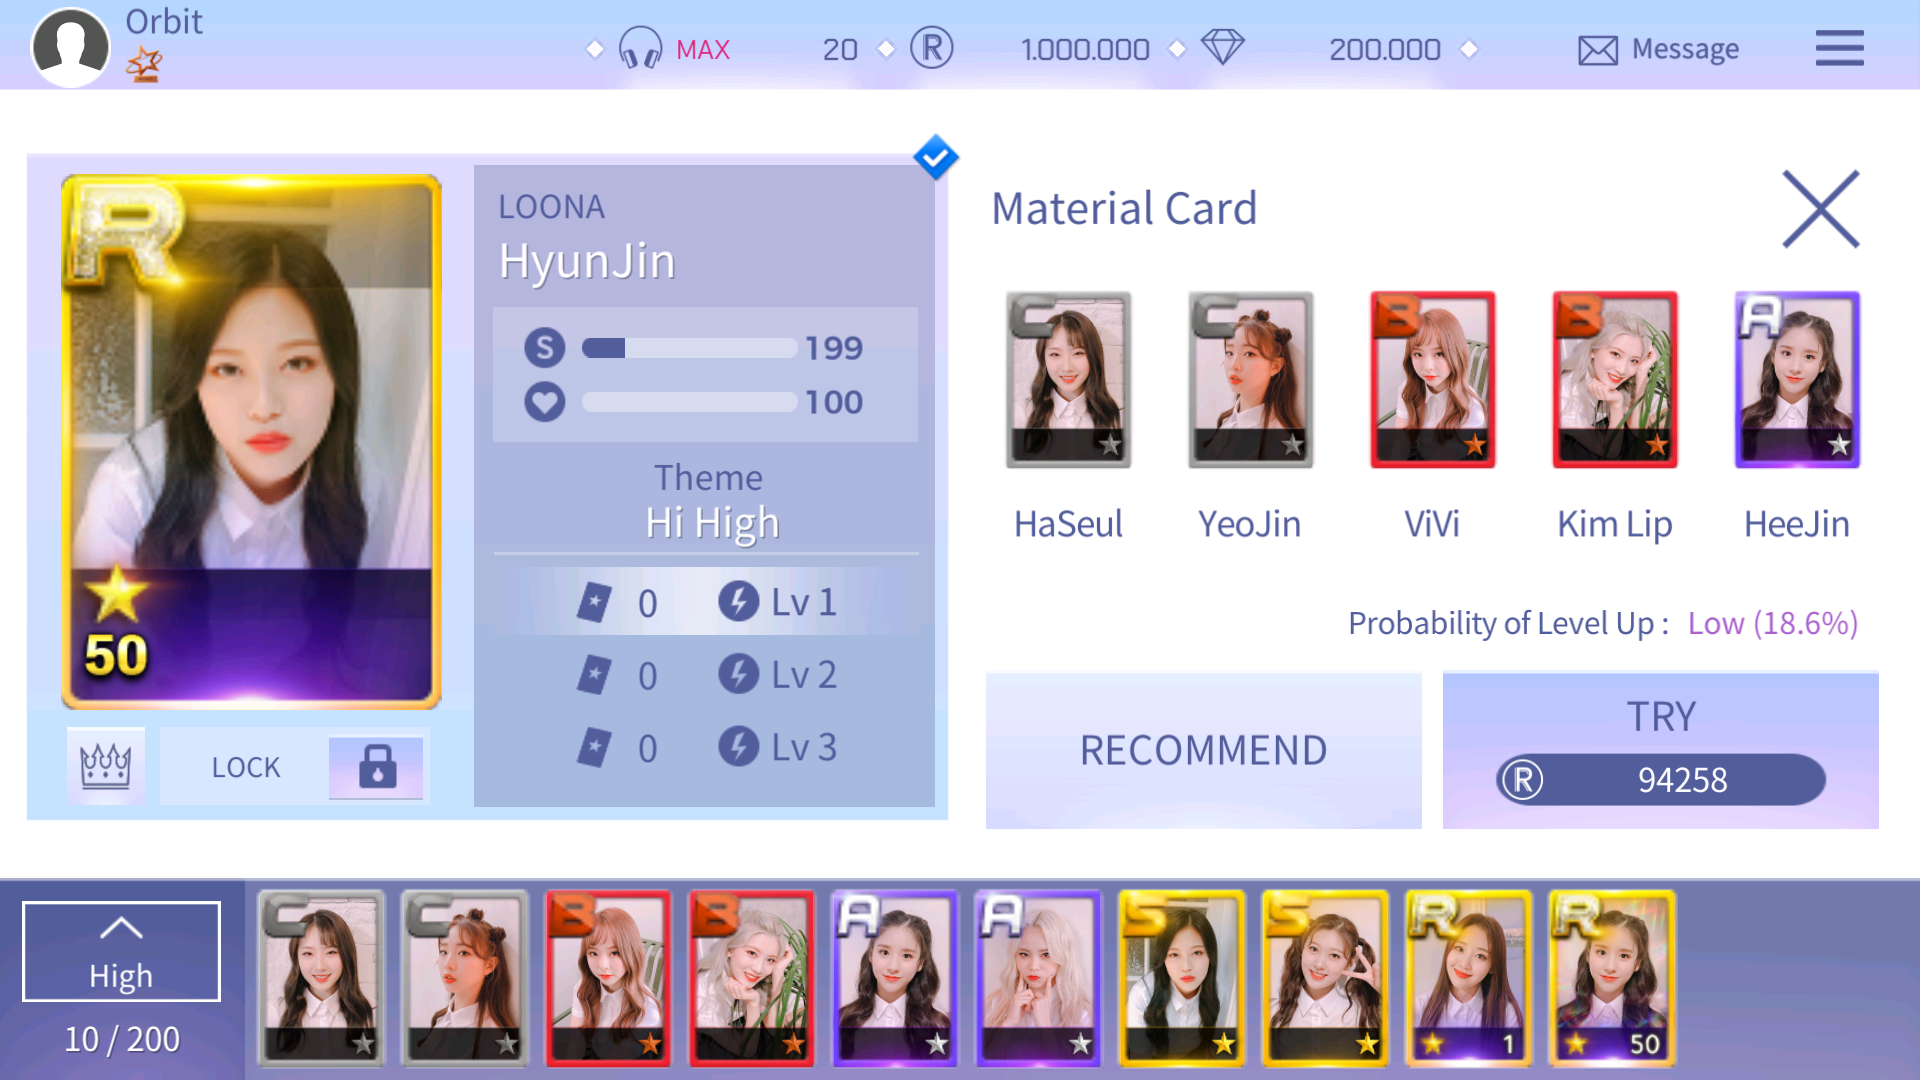 Orbit
MAX
20
R
1.000.000
200.000
Message
R
50
LOCK
LOONA
HyunJin
S 199
100
Theme
Hi High
0 Lv 1
0 Lv 2
0 Lv 3
Material Card
C C B B A
HaSeul YeoJin ViVi Kim Lip HeeJin
Probability of Level Up : Low (18.6%)
RECOMMEND
TRY
R 94258
High
10 / 200
C C B B A A S S R R
1 50